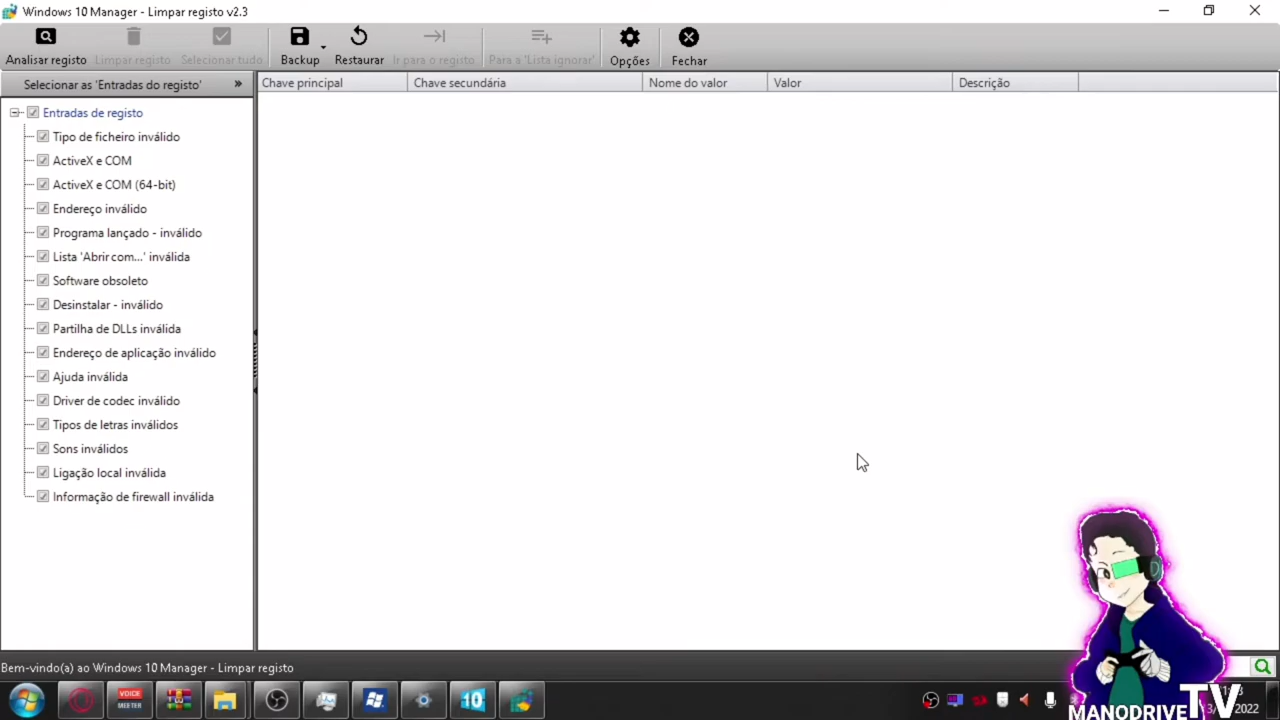 Windows 10 Manager - Limpar registo v2.3
Analisar registo
Limpar registo
Selecionar tudo
Backup
Restaurar
Ir para o registo
Para a 'Lista ignorar'
Opções
Fechar
Selecionar as 'Entradas do registo' »
Chave principal
Chave secundária
Nome do valor
Valor
Descrição
Entradas de registo
Tipo de ficheiro inválido
ActiveX e COM
ActiveX e COM (64-bit)
Endereço inválido
Programa lançado - inválido
Lista 'Abrir com...' inválida
Software obsoleto
Desinstalar - inválido
Partilha de DLLs inválida
Endereço de aplicação inválido
Ajuda inválida
Driver de codec inválido
Tipos de letras inválidos
Sons inválidos
Ligação local inválida
Informação de firewall inválida
Bem-vindo(a) ao Windows 10 Manager - Limpar registo
VOICE
MEETER
10
MANODRIVE TV
2022